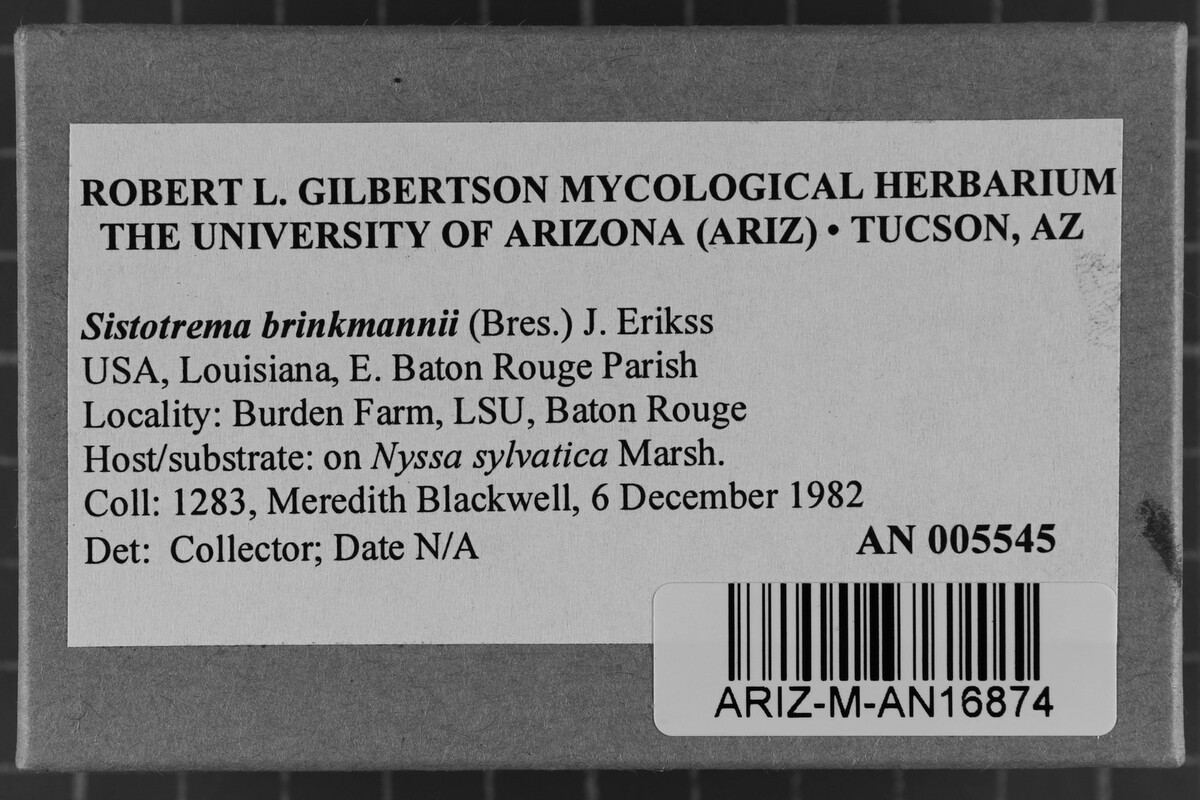 ROBERT L. GILBERTSON MYCOLOGICAL HERBARIUM
THE UNIVERSITY OF ARIZONA (ARIZ) • TUCSON, AZ
Sistotrema brinkmannii (Bres.) J. Erikss
USA, Louisiana, E. Baton Rouge Parish
Locality: Burden Farm, LSU, Baton Rouge
Host/substrate: on Nyssa sylvatica Marsh.
Coll: 1283, Meredith Blackwell, 6 December 1982
Det: Collector; Date N/A
AN 005545
ARIZ-M-AN16874